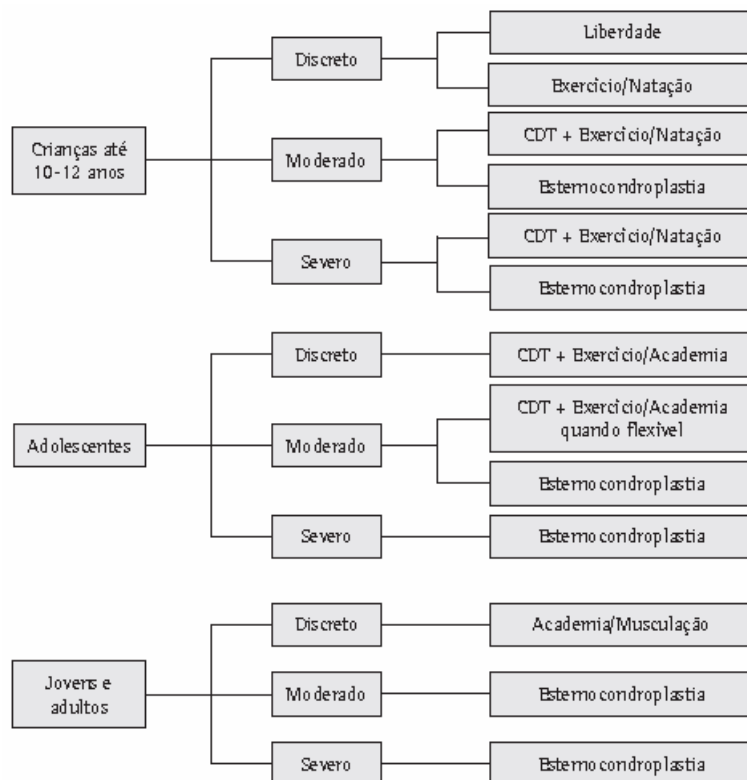 Crianças até
10-12 anos
Discreto
Liberdade
Exercício/Natação
Moderado
CDT + Exercício/Natação
Esternocondroplastia
Severo
CDT + Exercício/Natação
Esternocondroplastia
Adolescentes
Discreto
CDT + Exercício/Academia
Moderado
CDT + Exercício/Academia
quando flexível
Esternocondroplastia
Severo
Esternocondroplastia
Jovens e
adultos
Discreto
Academia/Musculação
Moderado
Esternocondroplastia
Severo
Esternocondroplastia